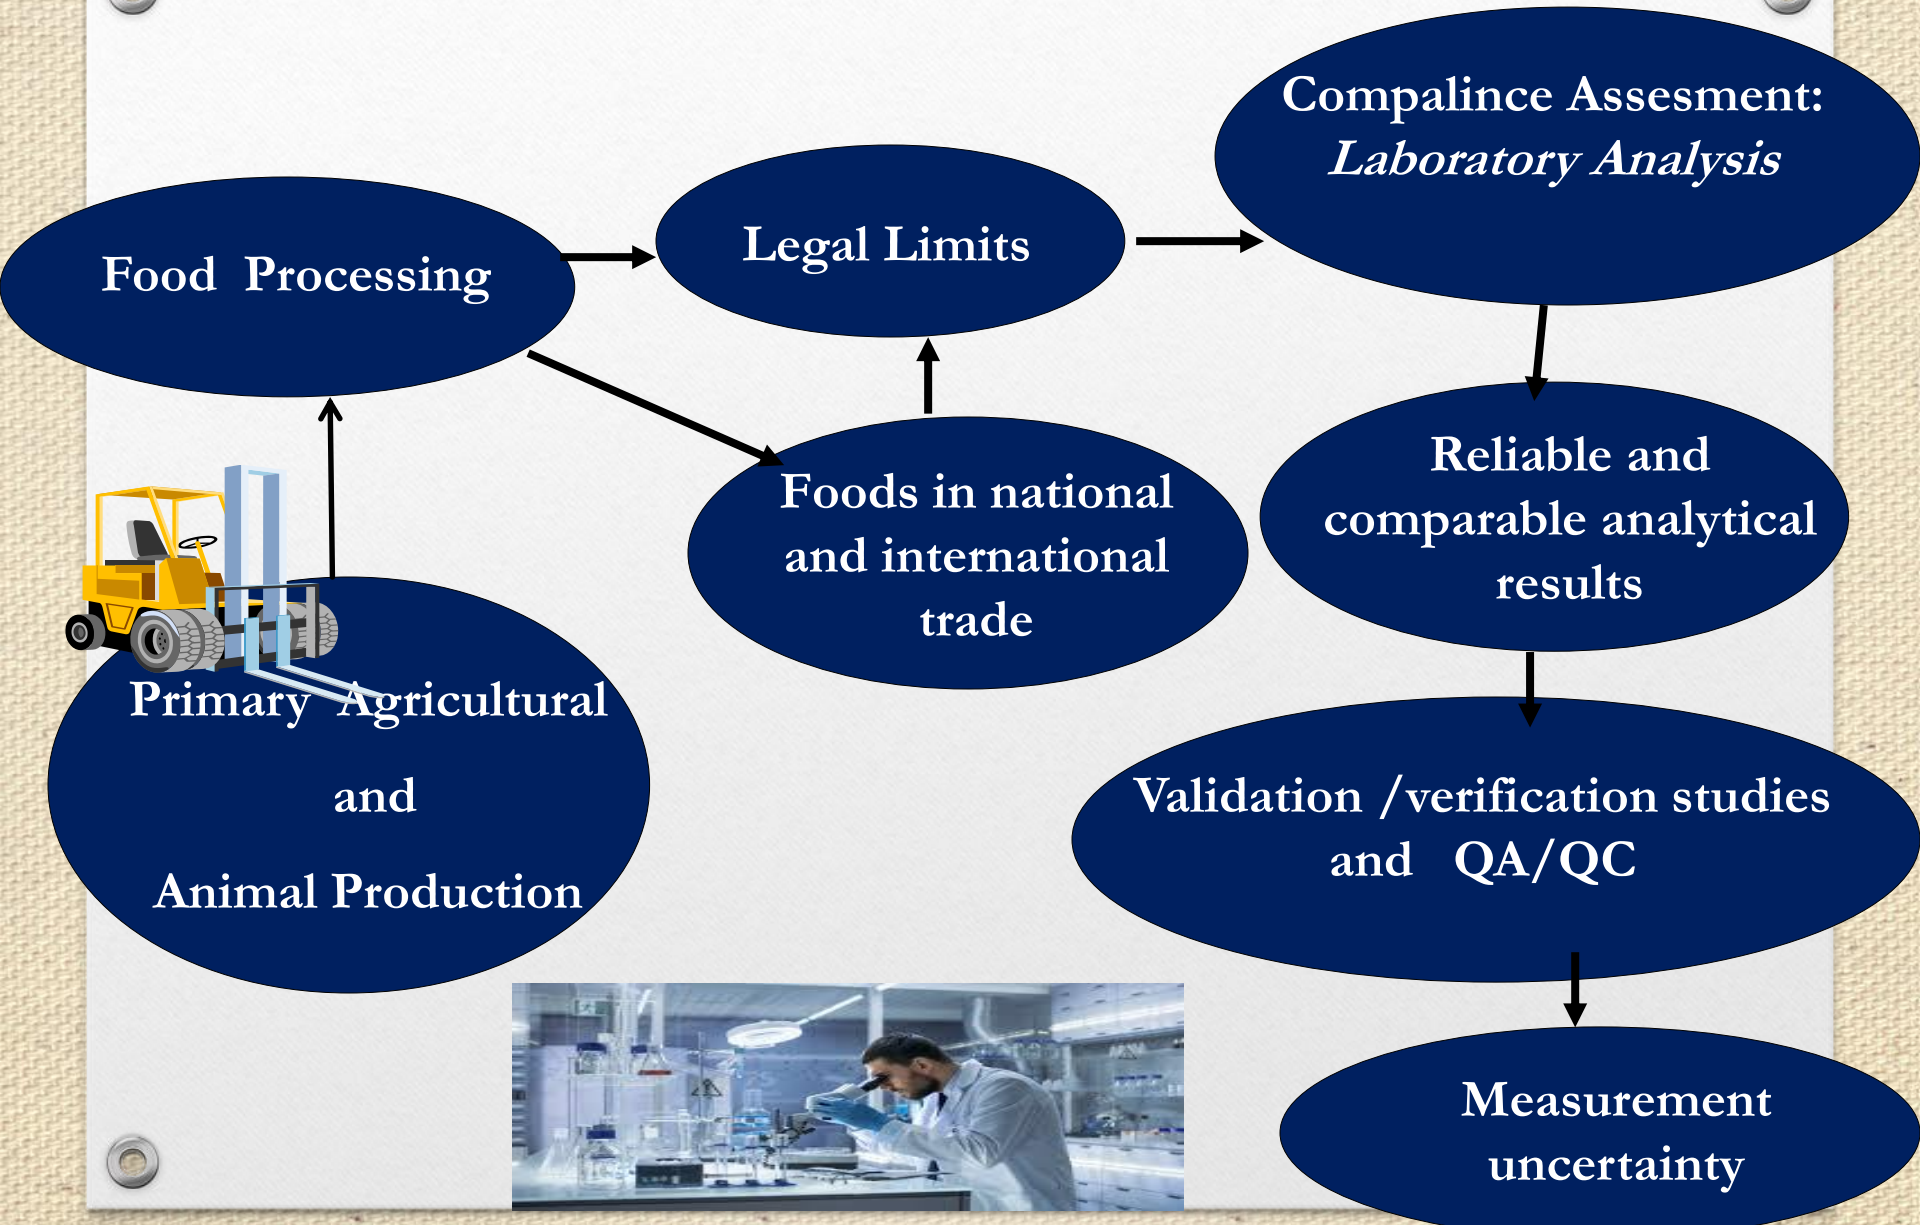 Compalince Assesment:
Laboratory Analysis
Legal Limits
Food Processing
Reliable and
comparable analytical
results
Foods in national
and international
trade
Primary Agricultural
and
Animal Production
Validation /verification studies
and QA/QC
Measurement
uncertainty